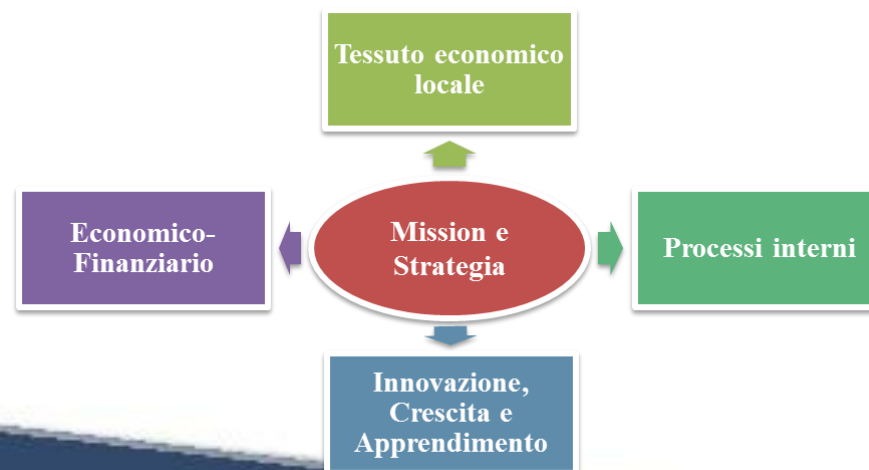 Tessuto economico
locale
Economico-
Finanziario
Mission e
Strategia
Processi interni
Innovazione,
Crescita e
Apprendimento